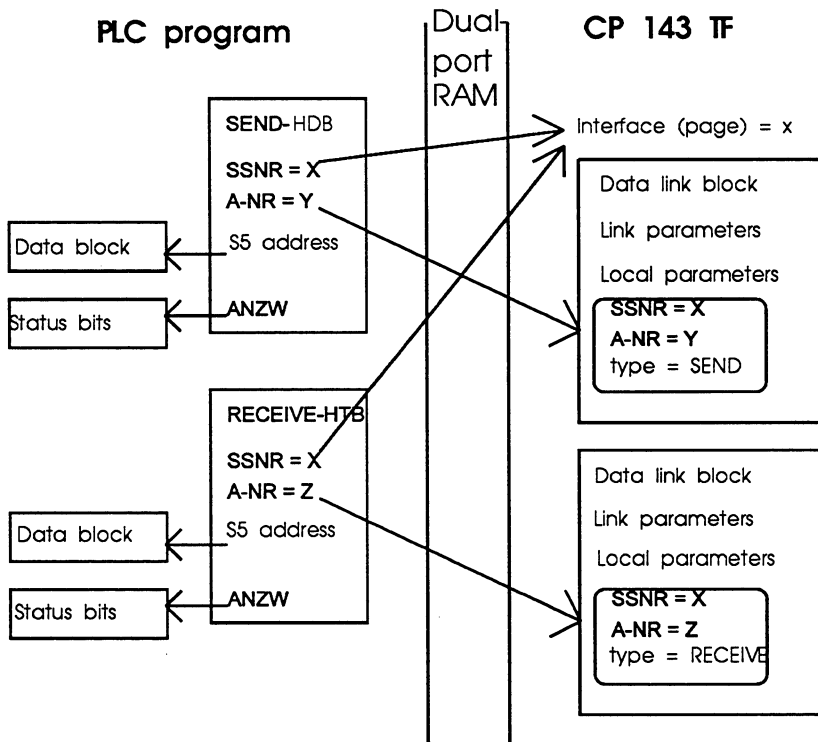 PLC program
Dual-
port
RAM
CP 143 TF
SEND-HDB
SSNR = X
A-NR = Y
S5 address
ANZW
Data block
Status bits
RECEIVE-HTB
SSNR = X
A-NR = Z
S5 address
ANZW
Data block
Status bits
Interface (page) = x
Data link block
Link parameters
Local parameters
SSNR = X
A-NR = Y
type = SEND
Data link block
Link parameters
Local parameters
SSNR = X
A-NR = Z
type = RECEIVE